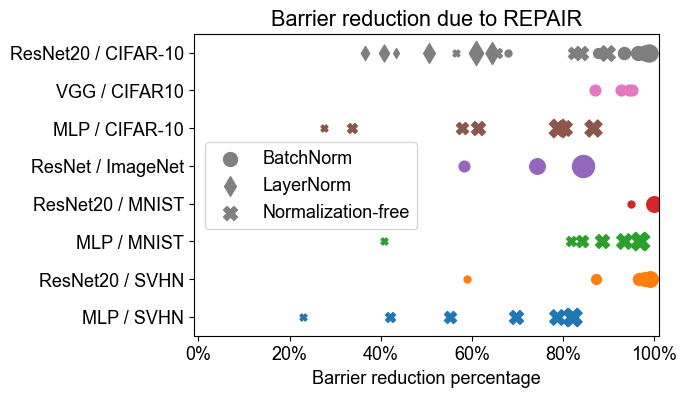 Barrier reduction due to REPAIR
ResNet20 / CIFAR-10
VGG / CIFAR10
MLP / CIFAR-10
ResNet / ImageNet
ResNet20 / MNIST
MLP / MNIST
ResNet20 / SVHN
MLP / SVHN
BatchNorm
LayerNorm
Normalization-free
0% 20% 40% 60% 80% 100%
Barrier reduction percentage